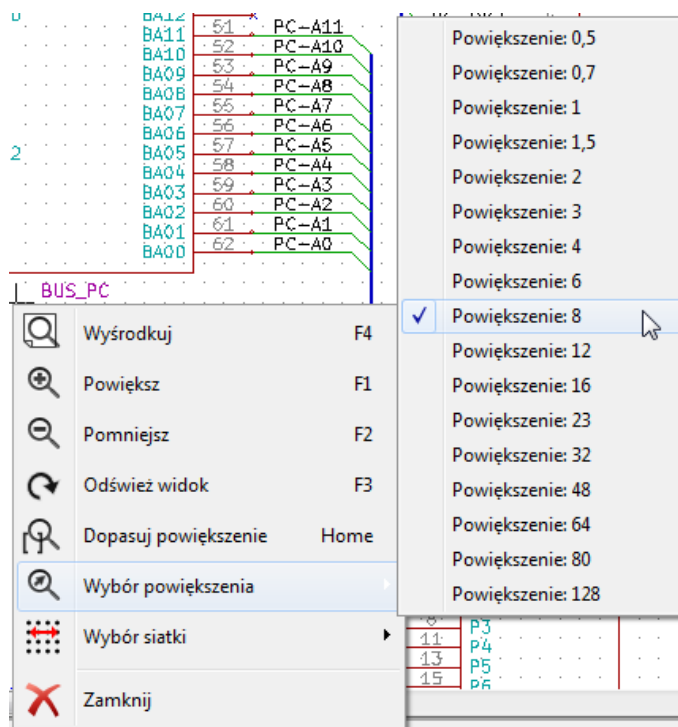 BA12
BA11 51 PC-A11
BA10 52 PC-A10
BA09 53 PC-A9
BA08 54 PC-A8
BA07 55 PC-A7
BA06 56 PC-A6
BA05 57 PC-A5
BA04 58 PC-A4
BA03 59 PC-A3
BA02 60 PC-A2
BA01 61 PC-A1
BA00 62 PC-A0
2
BUS_PC
Wyśrodkuj F4
Powiększ F1
Pomniejsz F2
Odśwież widok F3
Dopasuj powiększenie Home
Wybór powiększenia
Wybór siatki
Zamknij
Powiększenie: 0,5
Powiększenie: 0,7
Powiększenie: 1
Powiększenie: 1,5
Powiększenie: 2
Powiększenie: 3
Powiększenie: 4
Powiększenie: 6
Powiększenie: 8
Powiększenie: 12
Powiększenie: 16
Powiększenie: 23
Powiększenie: 32
Powiększenie: 48
Powiększenie: 64
Powiększenie: 80
Powiększenie: 128
8 P3
11 P4
13 P5
15 P6